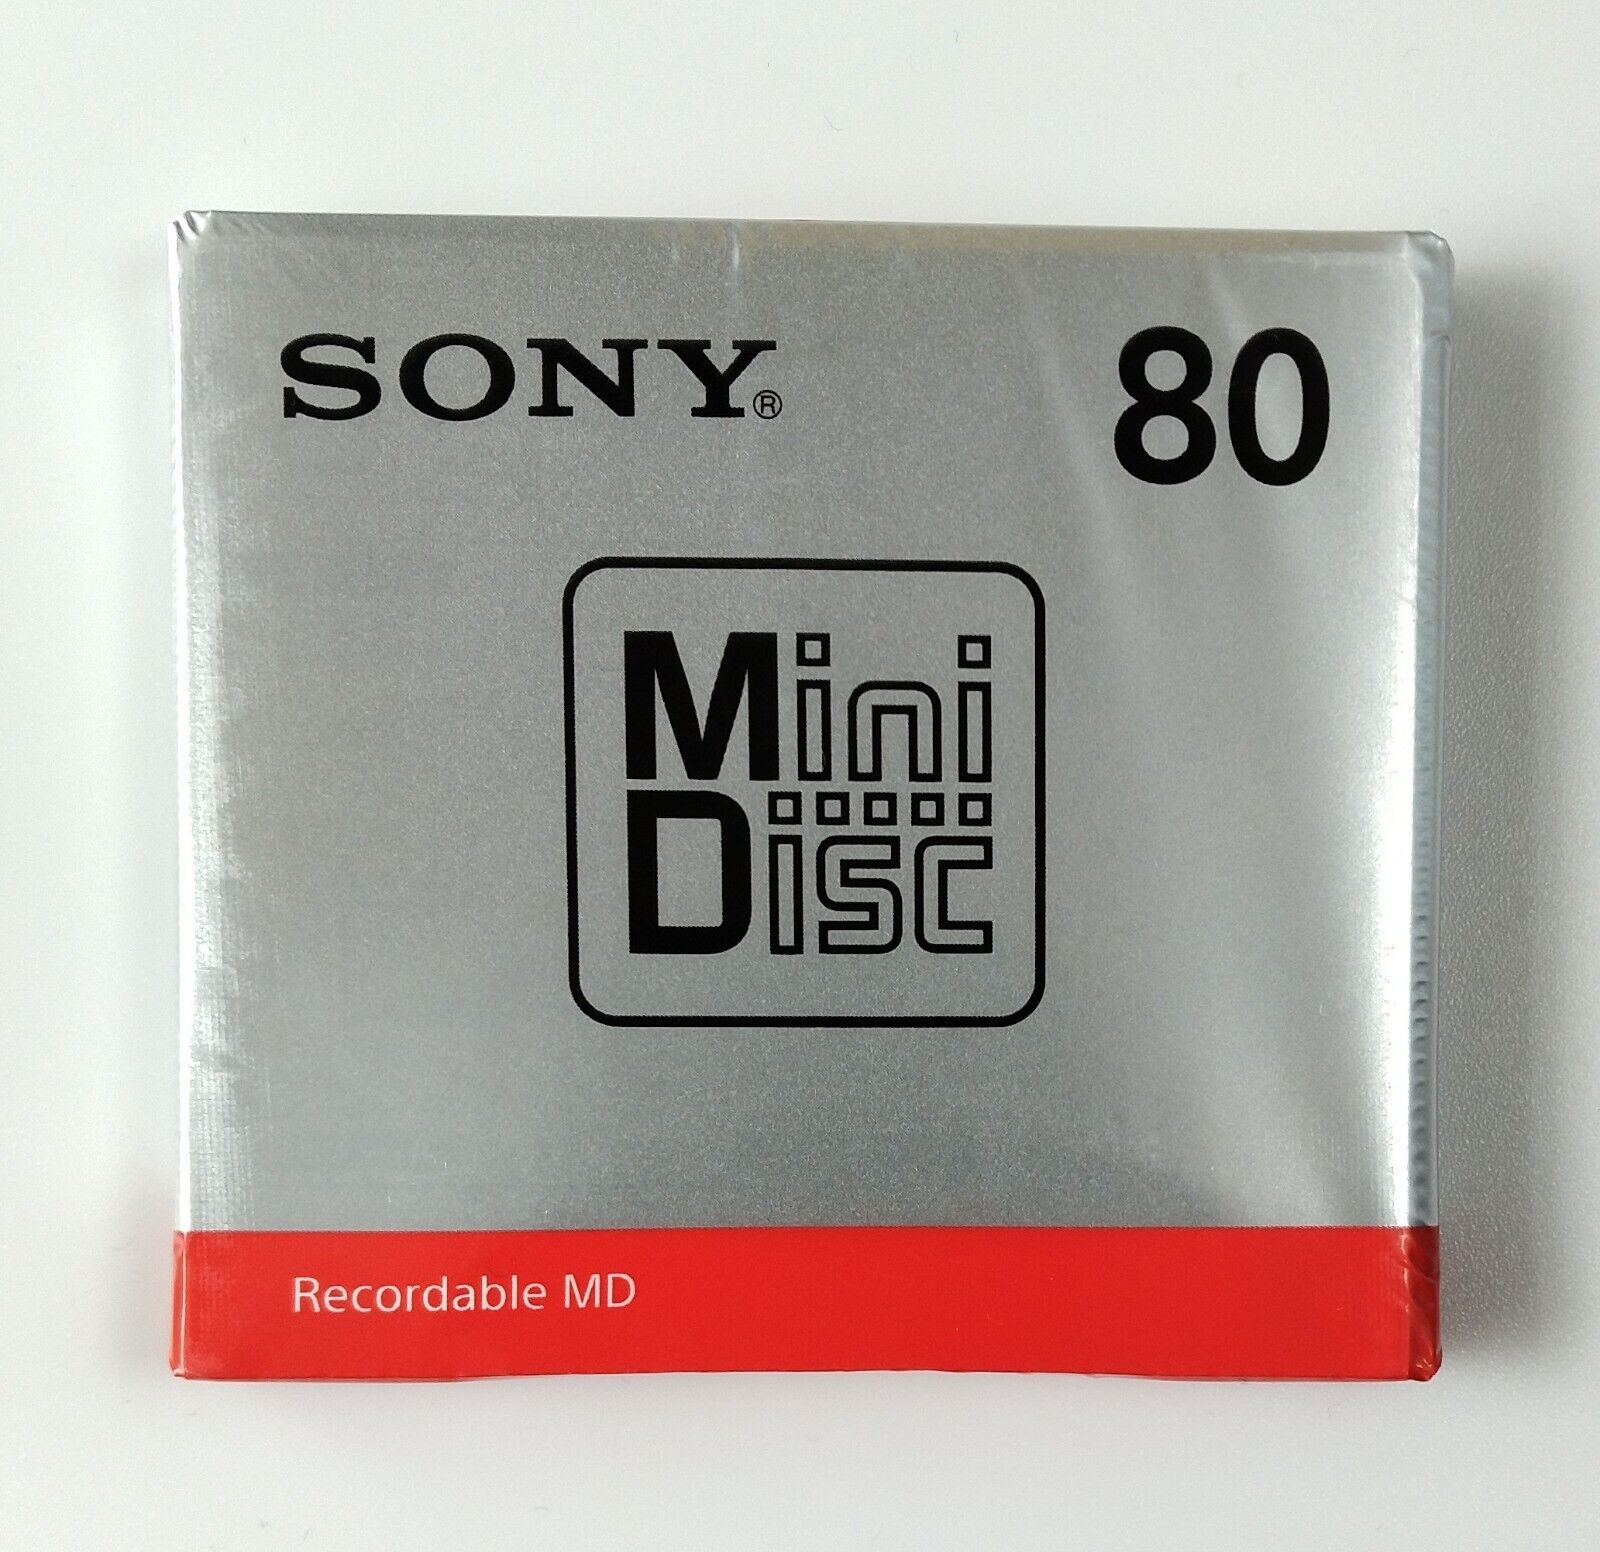 SONY®
80
Mini
Disc
Recordable MD